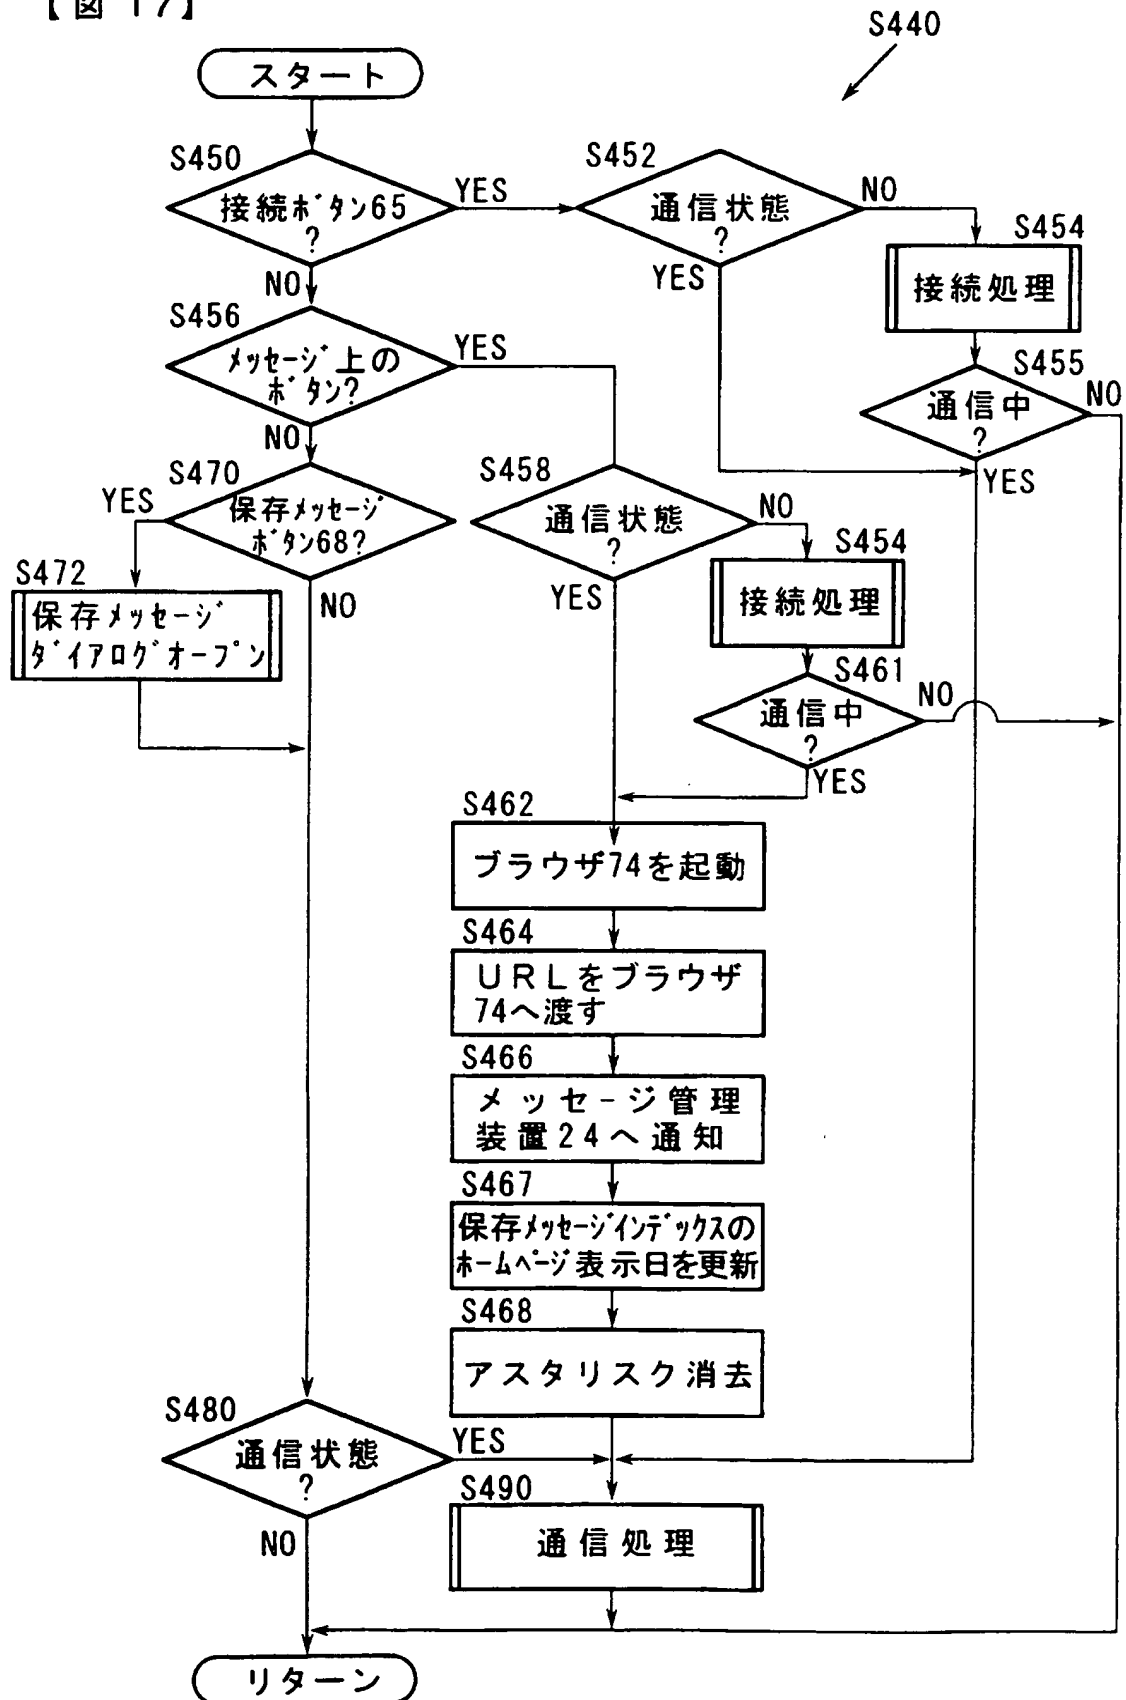 【図 17】
S440
スタート
S450
接続ボタン65
?
YES
NO
S452
通信状態
?
NO
YES
S454
接続処理
S455
通信中
?
NO
YES
S456
メッセージ上の
ボタン?
YES
NO
S470
保存メッセージ
ボタン68?
YES
NO
S472
保存メッセージ
ダイアログオープン
S458
通信状態
?
NO
YES
S454
接続処理
S461
通信中
?
NO
YES
S462
ブラウザ74を起動
S464
URLをブラウザ
74へ渡す
S466
メッセージ管理
装置24へ通知
S467
保存メッセージインデックスの
ホームページ表示日を更新
S468
アスタリスク消去
S480
通信状態
?
YES
NO
S490
通信処理
リターン